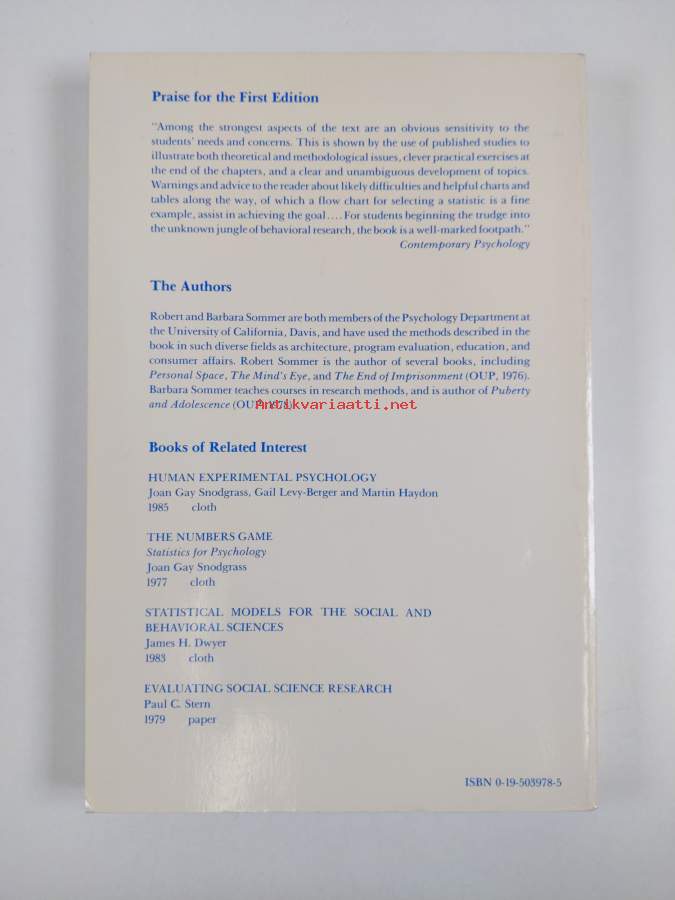 Praise for the First Edition
"Among the strongest aspects of the text are an obvious sensitivity to the
students' needs and concerns. This is shown by the use of published studies to
illustrate both theoretical and methodological issues, clever practical exercises at
the end of the chapters, and a clear and unambiguous development of topics.
Warnings and advice to the reader about likely difficulties and helpful charts and
tables along the way, of which a flow chart for selecting a statistic is a fine
example, assist in achieving the goal....For students beginning the trudge into
the unknown jungle of behavioral research, the book is a well-marked footpath."
Contemporary Psychology
The Authors
Robert and Barbara Sommer are both members of the Psychology Department at
the University of California, Davis, and have used the methods described in the
book in such diverse fields as architecture, program evaluation, education, and
consumer affairs. Robert Sommer is the author of several books, including
Personal Space, The Mind's Eye, and The End of Imprisonment (OUP, 1976).
Barbara Sommer teaches courses in research methods, and is author of Puberty
and Adolescence (OUP, 1978).
Antikvariaatti.net
Books of Related Interest
HUMAN EXPERIMENTAL PSYCHOLOGY
Joan Gay Snodgrass, Gail Levy-Berger and Martin Haydon
1985 cloth
THE NUMBERS GAME
Statistics for Psychology
Joan Gay Snodgrass
1977 cloth
STATISTICAL MODELS FOR THE SOCIAL AND
BEHAVIORAL SCIENCES
James H. Dwyer
1983 cloth
EVALUATING SOCIAL SCIENCE RESEARCH
Paul C. Stern
1979 paper
ISBN 0-19-503978-5